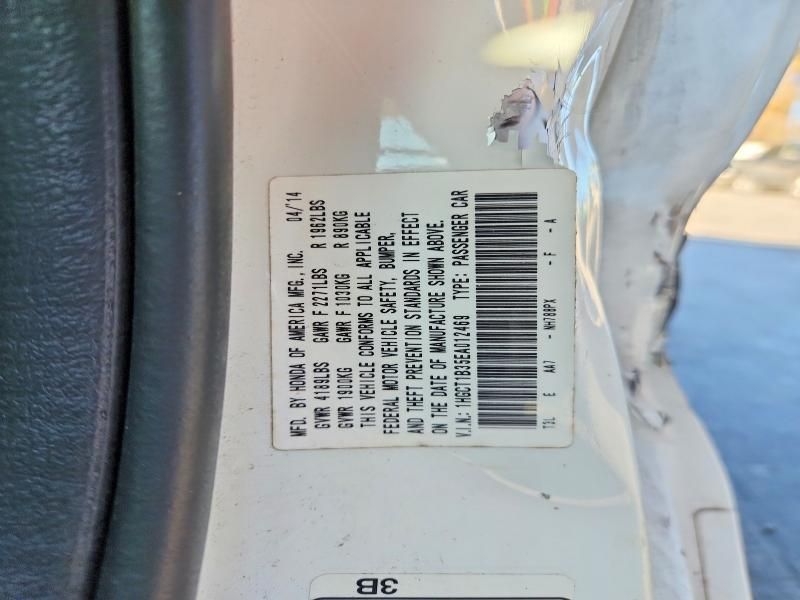 MFD. BY HONDA OF AMERICA MFG., INC. 04/'14
GVWR 4189LBS GAWR F 2271LBS R 1962LBS
GVWR 1900KG GAWR F 1030KG R 890KG
THIS VEHICLE CONFORMS TO ALL APPLICABLE
FEDERAL MOTOR VEHICLE SAFETY, BUMPER,
AND THEFT PREVENTION STANDARDS IN EFFECT
ON THE DATE OF MANUFACTURE SHOWN ABOVE.
V.I.N.: 1HGCT1B35EA012469 TYPE: PASSENGER CAR
T3L E AA7 - NH788PX - F - A
3B